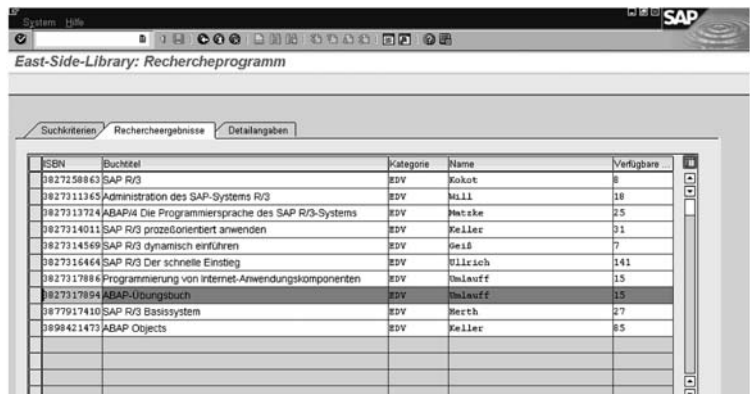 System Hilfe
SAP
East-Side-Library: Rechercheprogramm
Suchkriterien Rechercheergebnisse Detailangaben
ISBN Buchtitel Kategorie Name Verfügbare ...
3827258863 SAP R/3 EDV Kokot 8
3827311365 Administration des SAP-Systems R/3 EDV Will 18
3827313724 ABAP/4 Die Programmiersprache des SAP R/3-Systems EDV Matzke 25
3827314011 SAP R/3 prozeßorientiert anwenden EDV Keller 31
3827314569 SAP R/3 dynamisch einführen EDV Geiß 7
3827316464 SAP R/3 Der schnelle Einstieg EDV Ullrich 141
3827317886 Programmierung von Internet-Anwendungskomponenten EDV Umlauff 15
3827317894 ABAP-Übungsbuch EDV Umlauff 15
3877917410 SAP R/3 Basissystem EDV Herth 27
3898421473 ABAP Objects EDV Keller 85